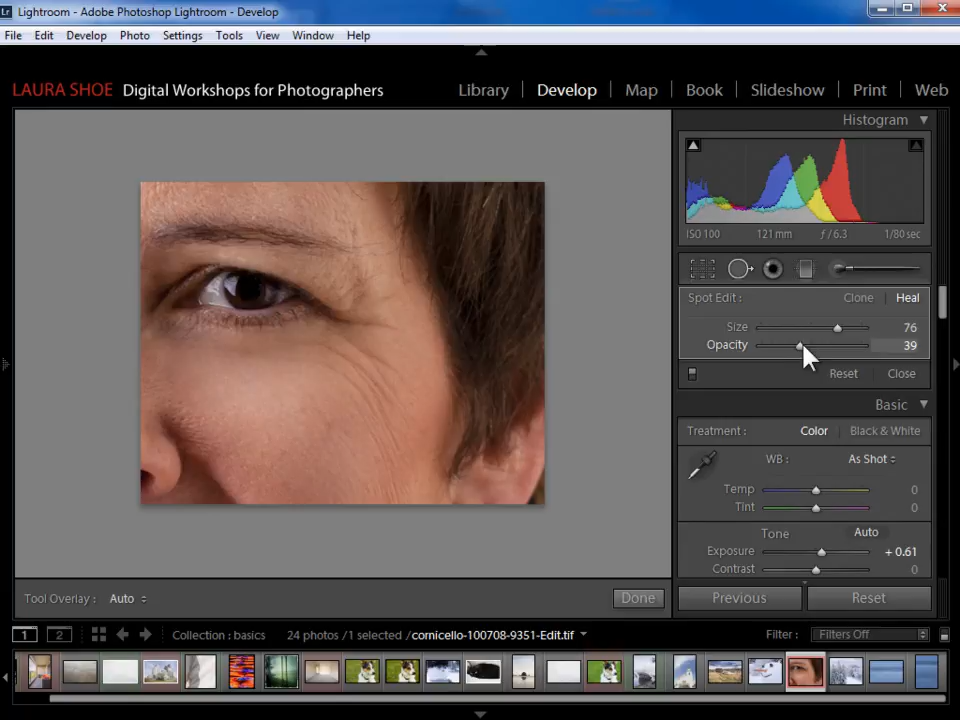 Lr Lightroom - Adobe Photoshop Lightroom - Develop
File Edit Develop Photo Settings Tools View Window Help
LAURA SHOE Digital Workshops for Photographers Library Develop Map Book Slideshow Print Web
Histogram
ISO 100 121 mm ƒ / 6.3 1/80 sec
Spot Edit : Clone Heal
Size 76
Opacity 39
Reset Close
Basic
Treatment : Color Black & White
WB : As Shot
Temp 0
Tint 0
Tone Auto
Exposure + 0.61
Contrast 0
Tool Overlay : Auto Done Previous Reset
1 2 Collection : basics 24 photos / 1 selected / cornicello-100708-9351-Edit.tif Filter : Filters Off